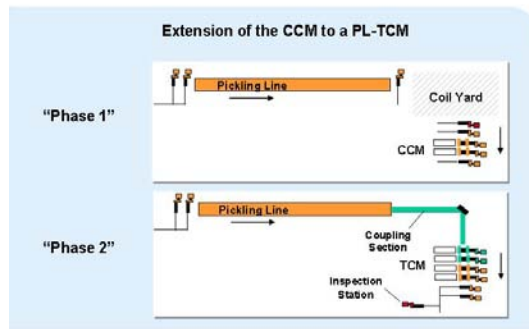 Extension of the CCM to a PL-TCM
"Phase 1"
Pickling Line
Coil Yard
CCM
"Phase 2"
Pickling Line
Coupling
Section
TCM
Inspection
Station